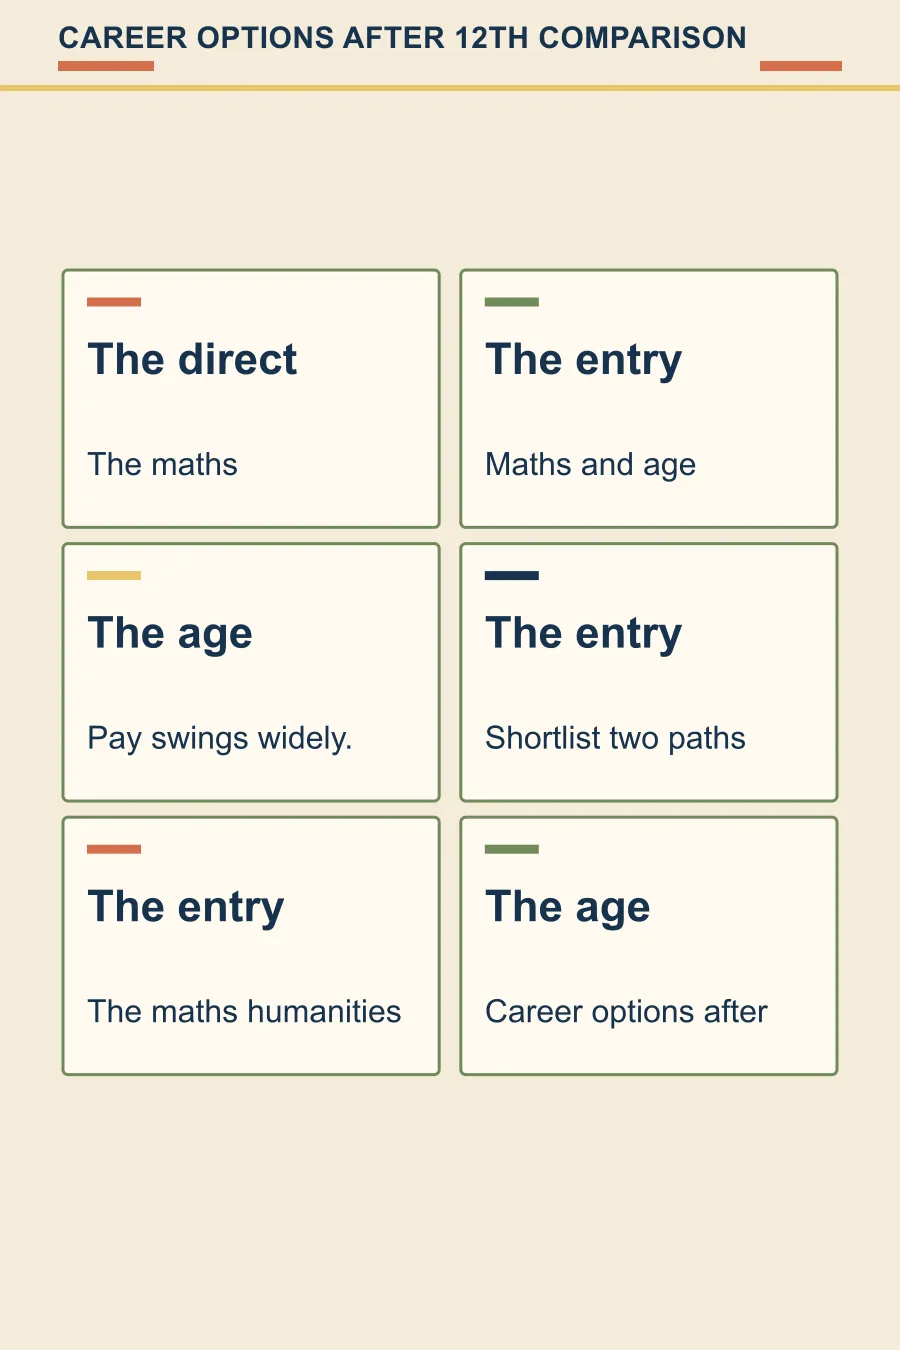 CAREER OPTIONS AFTER 12TH COMPARISON
The direct
The maths
The entry
Maths and age
The age
Pay swings widely.
The entry
Shortlist two paths
The entry
The maths humanities
The age
Career options after